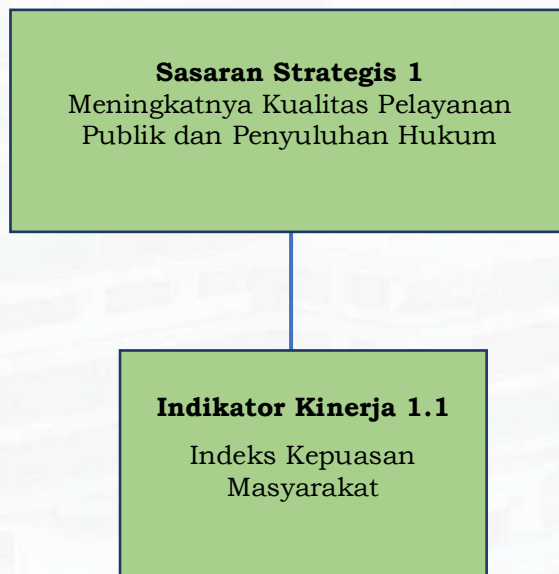 Sasaran Strategis 1
Meningkatnya Kualitas Pelayanan
Publik dan Penyuluhan Hukum
Indikator Kinerja 1.1
Indeks Kepuasan
Masyarakat